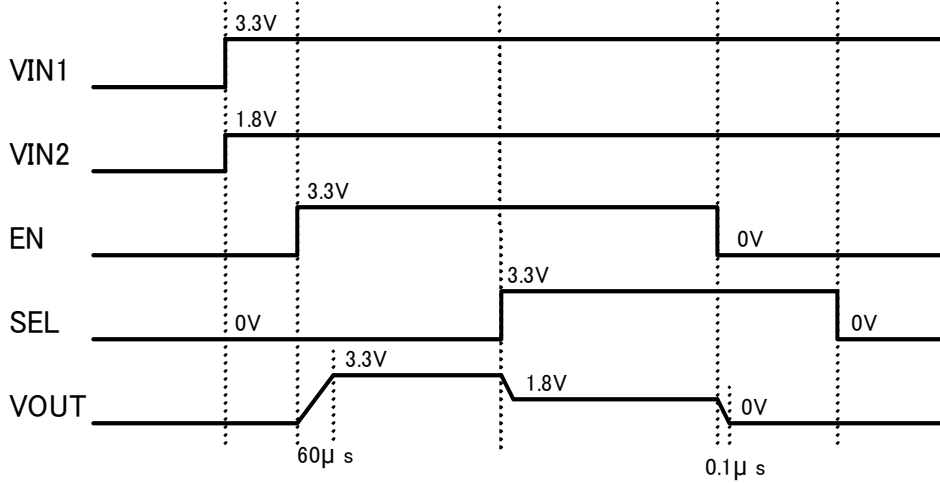 3.3V
VIN1
1.8V
VIN2
3.3V
EN
0V
3.3V
SEL
0V
0V
3.3V
1.8V
VOUT
0V
60μ s
0.1μ s